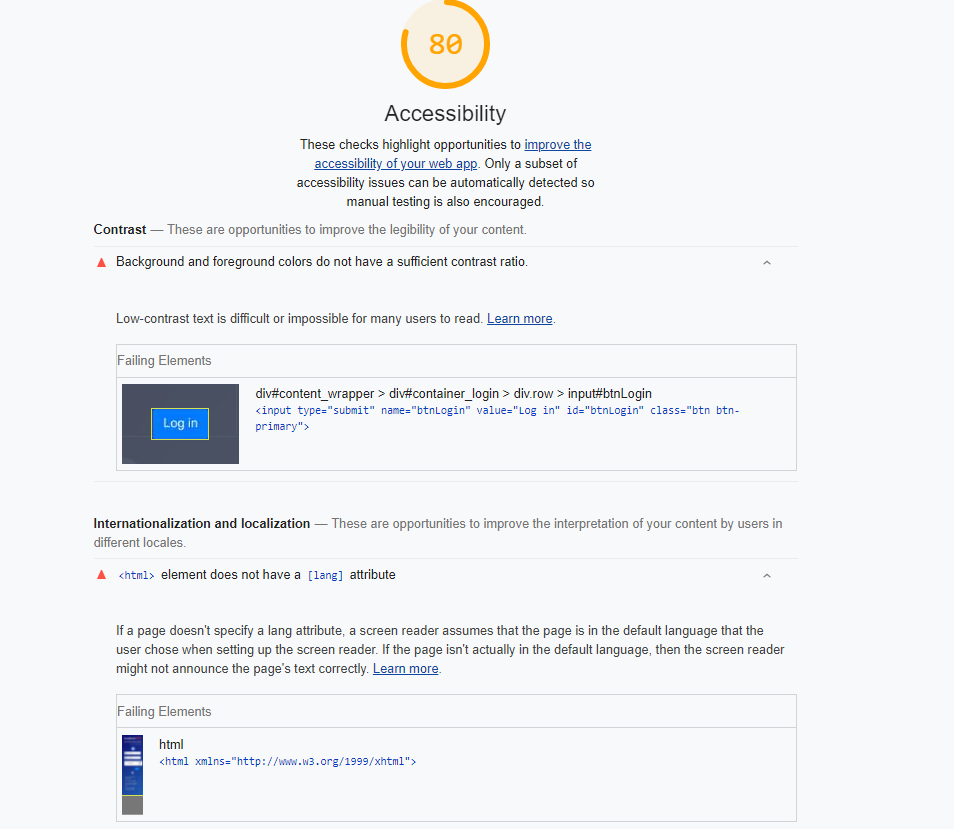 80
Accessibility
These checks highlight opportunities to improve the
accessibility of your web app. Only a subset of
accessibility issues can be automatically detected so
manual testing is also encouraged.
Contrast — These are opportunities to improve the legibility of your content.
Background and foreground colors do not have a sufficient contrast ratio.
Low-contrast text is difficult or impossible for many users to read. Learn more.
Failing Elements
Log in
div#content_wrapper > div#container_login > div.row > input#btnLogin
<input type="submit" name="btnLogin" value="Log in" id="btnLogin" class="btn btn-
primary">
Internationalization and localization — These are opportunities to improve the interpretation of your content by users in
different locales.
<html> element does not have a [lang] attribute
If a page doesn't specify a lang attribute, a screen reader assumes that the page is in the default language that the
user chose when setting up the screen reader. If the page isn't actually in the default language, then the screen reader
might not announce the page's text correctly. Learn more.
Failing Elements
html
<html xmlns="http://www.w3.org/1999/xhtml">